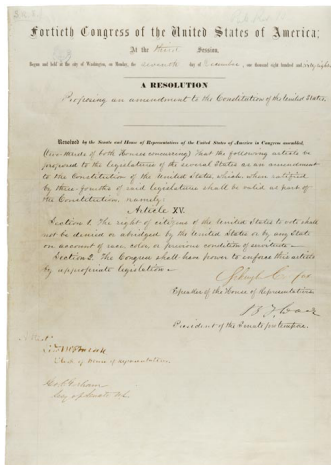 Fortieth Congress of the United States of America;
At the third Session,
Begun and held at the city of Washington, on Monday, the seventh day of December, one thousand eight hundred and sixty-eight
A RESOLUTION
Proposing an amendment to the Constitution of the United States.
Resolved by the Senate and House of Representatives of the United States of America in Congress assembled,
(two-thirds of both Houses concurring) That the following article be
proposed to the legislatures of the several States as an amendment
to the Constitution of the United States, which when ratified
by three-fourths of said legislatures shall be valid as part of
the Constitution, namely:
Article XV.
Section 1. The right of citizens of the United States to vote shall
not be denied or abridged by the United States or by any State
on account of race, color, or previous condition of servitude—
Section 2. The Congress shall have power to enforce this article
by appropriate legislation—
Schuyler Colfax
Speaker of the House of Representatives
B F Wade
President of the Senate pro tempore.
Attest
Clerk of House of Representatives
Geo C Gorham
Secy of Senate U.S.